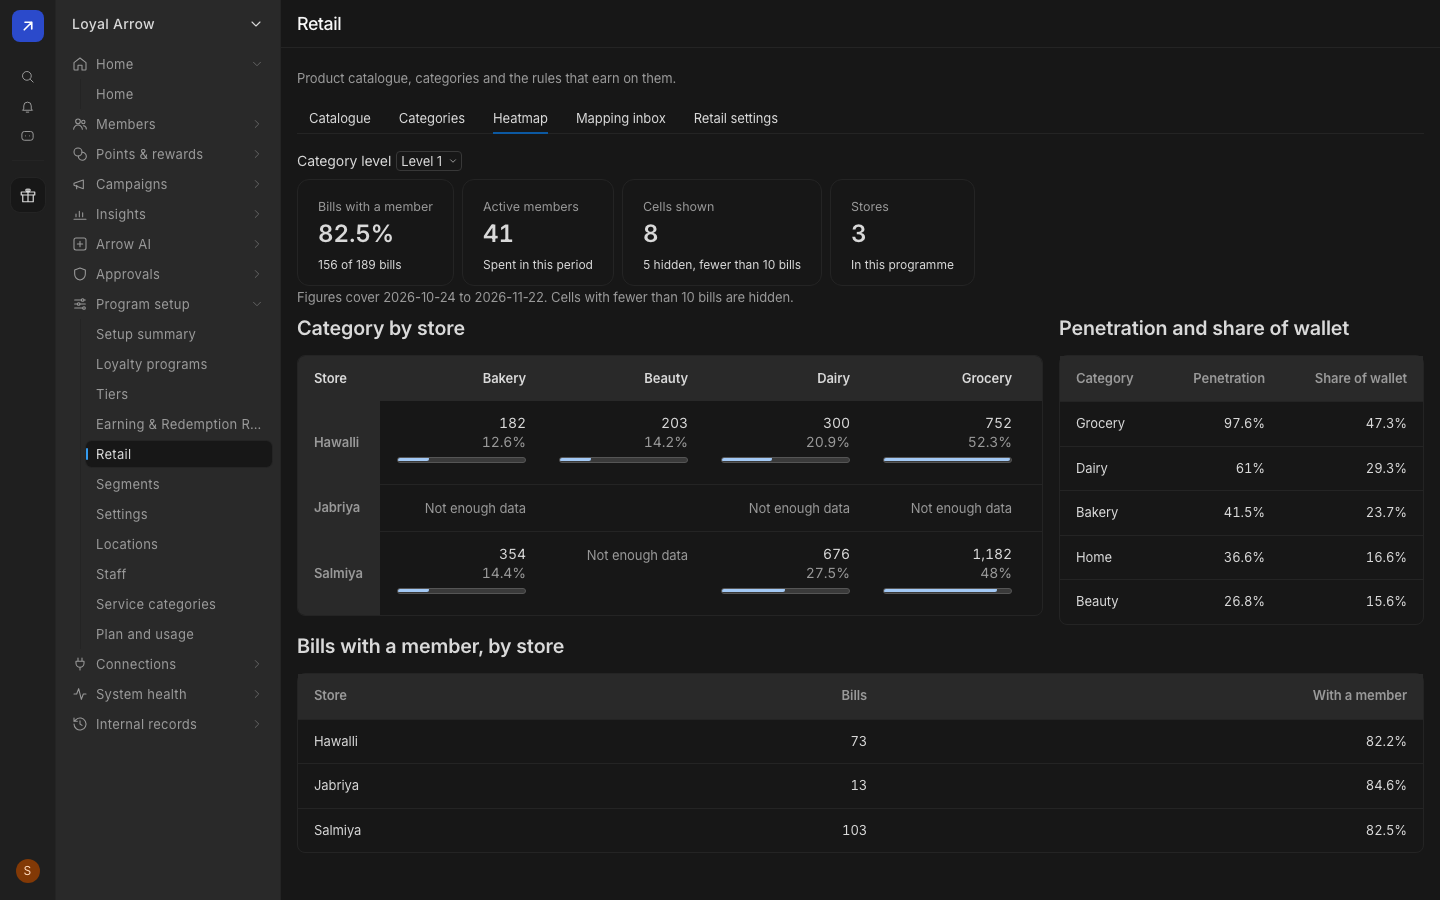 Loyal Arrow
Home
Home
Members
Points & rewards
Campaigns
Insights
Arrow AI
Approvals
Program setup
Setup summary
Loyalty programs
Tiers
Earning & Redemption R...
Retail
Segments
Settings
Locations
Staff
Service categories
Plan and usage
Connections
System health
Internal records
S
Retail
Product catalogue, categories and the rules that earn on them.
Catalogue Categories Heatmap Mapping inbox Retail settings
Category level Level 1
Bills with a member
82.5%
156 of 189 bills
Active members
41
Spent in this period
Cells shown
8
5 hidden, fewer than 10 bills
Stores
3
In this programme
Figures cover 2026-10-24 to 2026-11-22. Cells with fewer than 10 bills are hidden.
Category by store
Store Bakery Beauty Dairy Grocery
182 203 300 752
Hawalli 12.6% 14.2% 20.9% 52.3%
Jabriya Not enough data Not enough data Not enough data
354 Not enough data 676 1,182
Salmiya 14.4% 27.5% 48%
Penetration and share of wallet
Category Penetration Share of wallet
Grocery 97.6% 47.3%
Dairy 61% 29.3%
Bakery 41.5% 23.7%
Home 36.6% 16.6%
Beauty 26.8% 15.6%
Bills with a member, by store
Store Bills With a member
Hawalli 73 82.2%
Jabriya 13 84.6%
Salmiya 103 82.5%